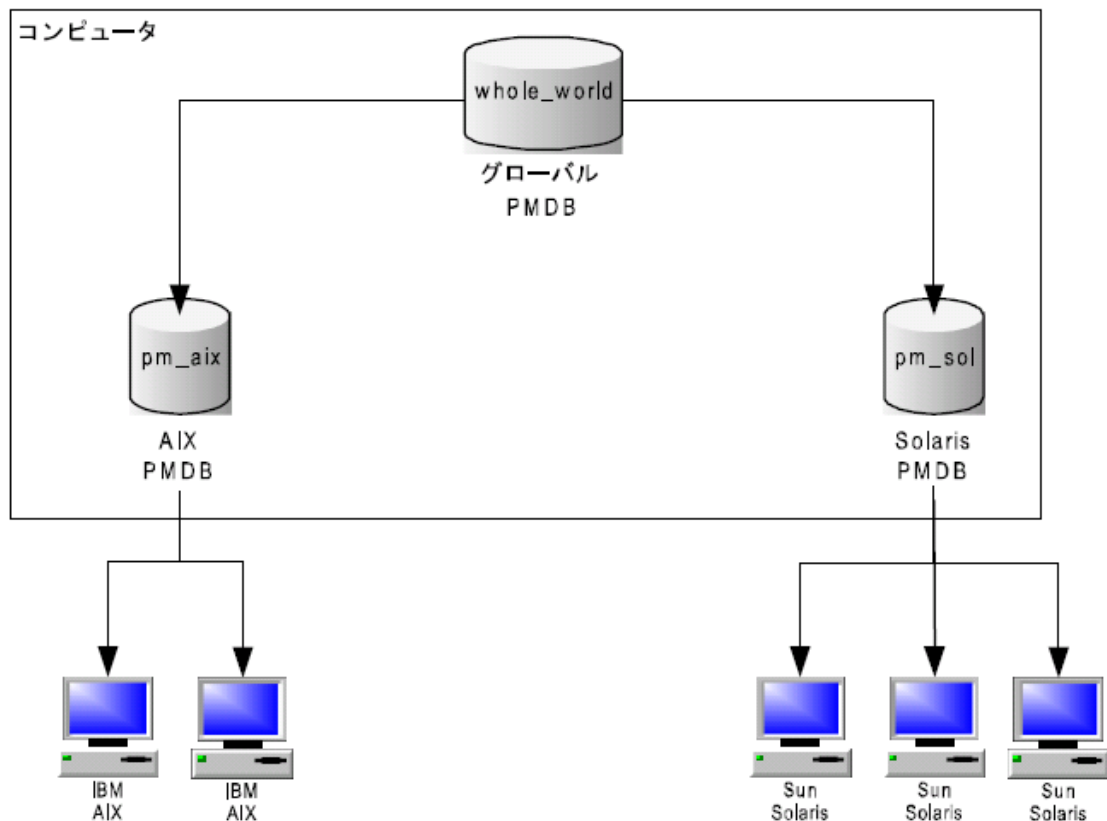 コンピュータ
whole_world
グローバル
PMDB
pm_aix
pm_sol
AIX
PMDB
Solaris
PMDB
IBM
AIX
IBM
AIX
Sun
Solaris
Sun
Solaris
Sun
Solaris